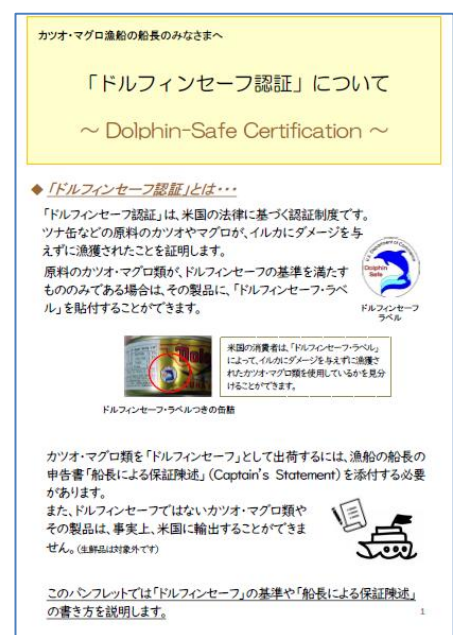 カツオ・マグロ漁船の船長のみなさまへ
「ドルフィンセーフ認証」について
～ Dolphin-Safe Certification ～
◆「ドルフィンセーフ認証」とは・・・
「ドルフィンセーフ認証」は、米国の法律に基づく認証制度です。
ツナ缶などの原料のカツオやマグロが、イルカにダメージを与
えずに漁獲されたことを証明します。
原料のカツオ・マグロ類が、ドルフィンセーフの基準を満たす
もののみである場合は、その製品に、「ドルフィンセーフ・ラベ
ル」を貼付することができます。
U.S. Department of Commerce
Dolphin
Safe
ドルフィンセーフ
ラベル
米国の消費者は、「ドルフィンセーフ・ラベル」
によって、イルカにダメージを与えずに漁獲さ
れたカツオ・マグロ類を使用しているかを見分
けることができます。
ドルフィンセーフ・ラベルつきの缶詰
カツオ・マグロ類を「ドルフィンセーフ」として出荷するには、漁船の船長の
申告書「船長による保証陳述」(Captain's Statement)を添付する必要
があります。
また、ドルフィンセーフではないカツオ・マグロ類や
その製品は、事実上、米国に輸出することができま
せん。(生鮮品は対象外です)
このパンフレットでは「ドルフィンセーフ」の基準や「船長による保証陳述」
の書き方を説明します。
1